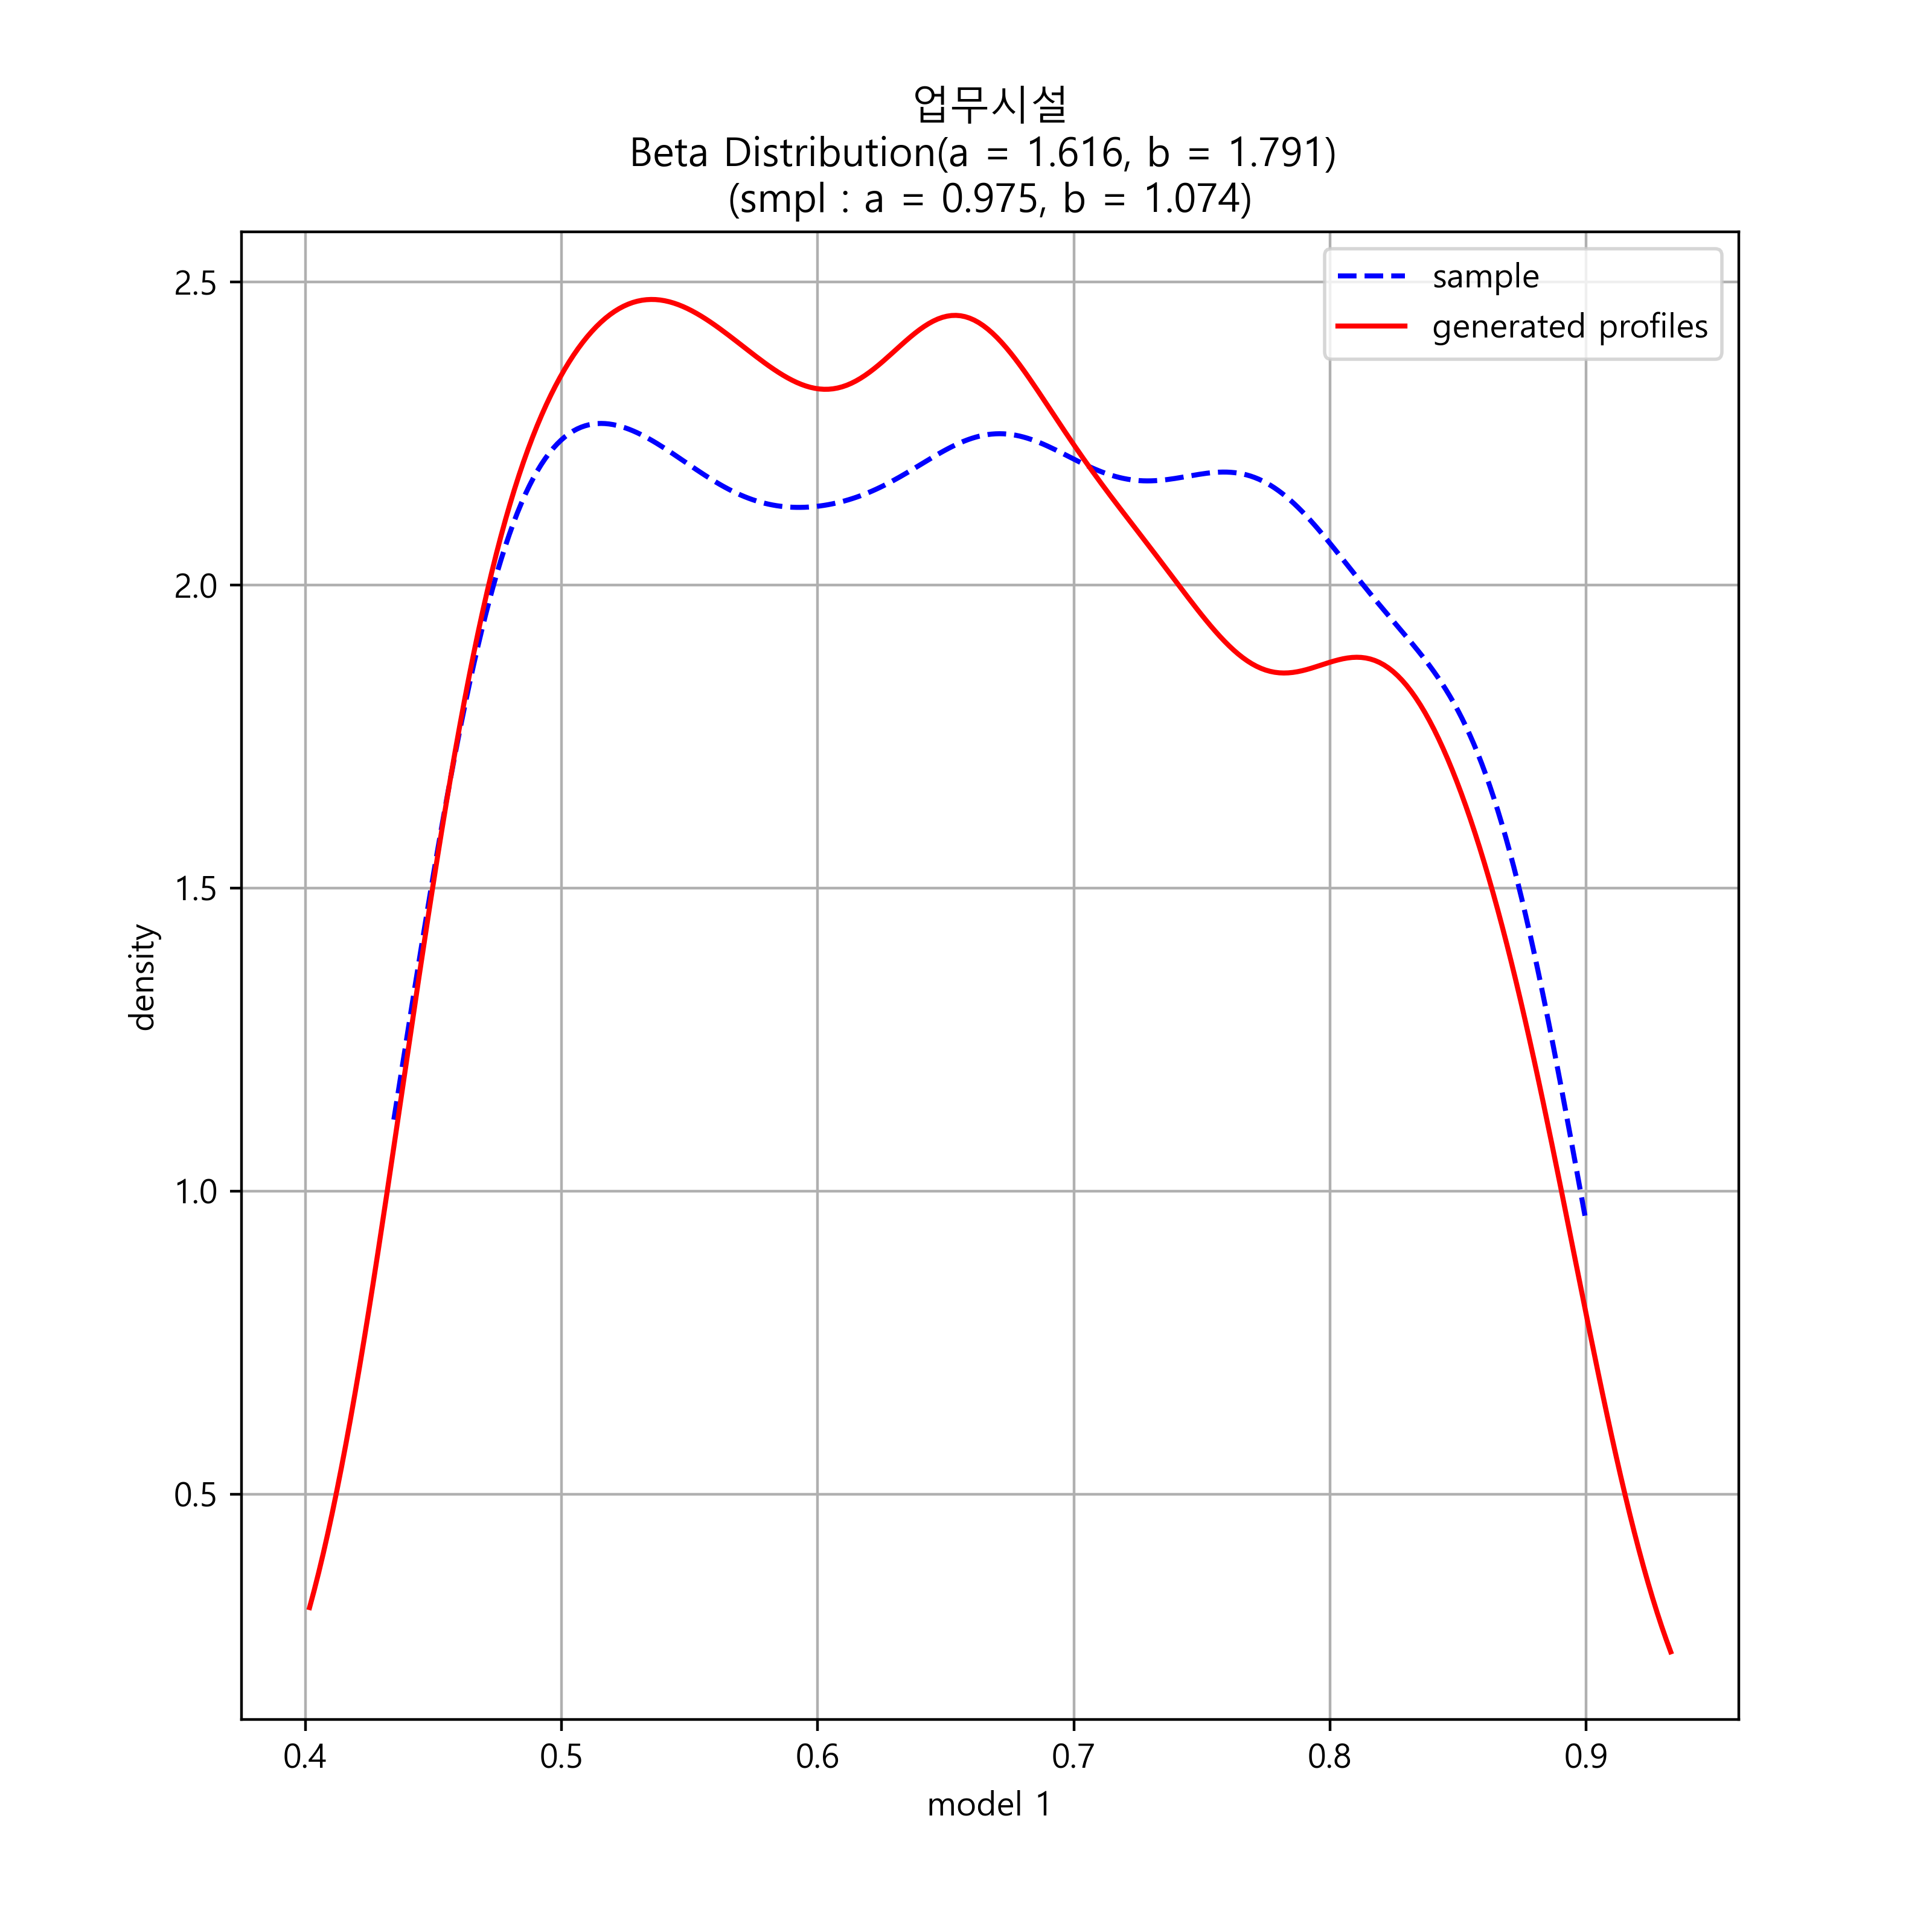 업무시설
Beta Distribution(a = 1.616, b = 1.791)
(smpl : a = 0.975, b = 1.074)
sample
generated profiles
2.5
2.0
1.5
1.0
0.5
density
0.4 0.5 0.6 0.7 0.8 0.9
model 1